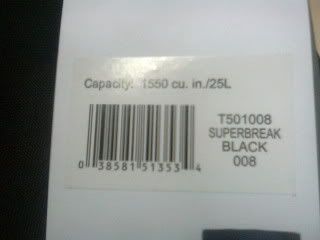 Capacity: 1550 cu. in./25L
T501008
SUPERBREAK
BLACK
008
0 38581 51353 4